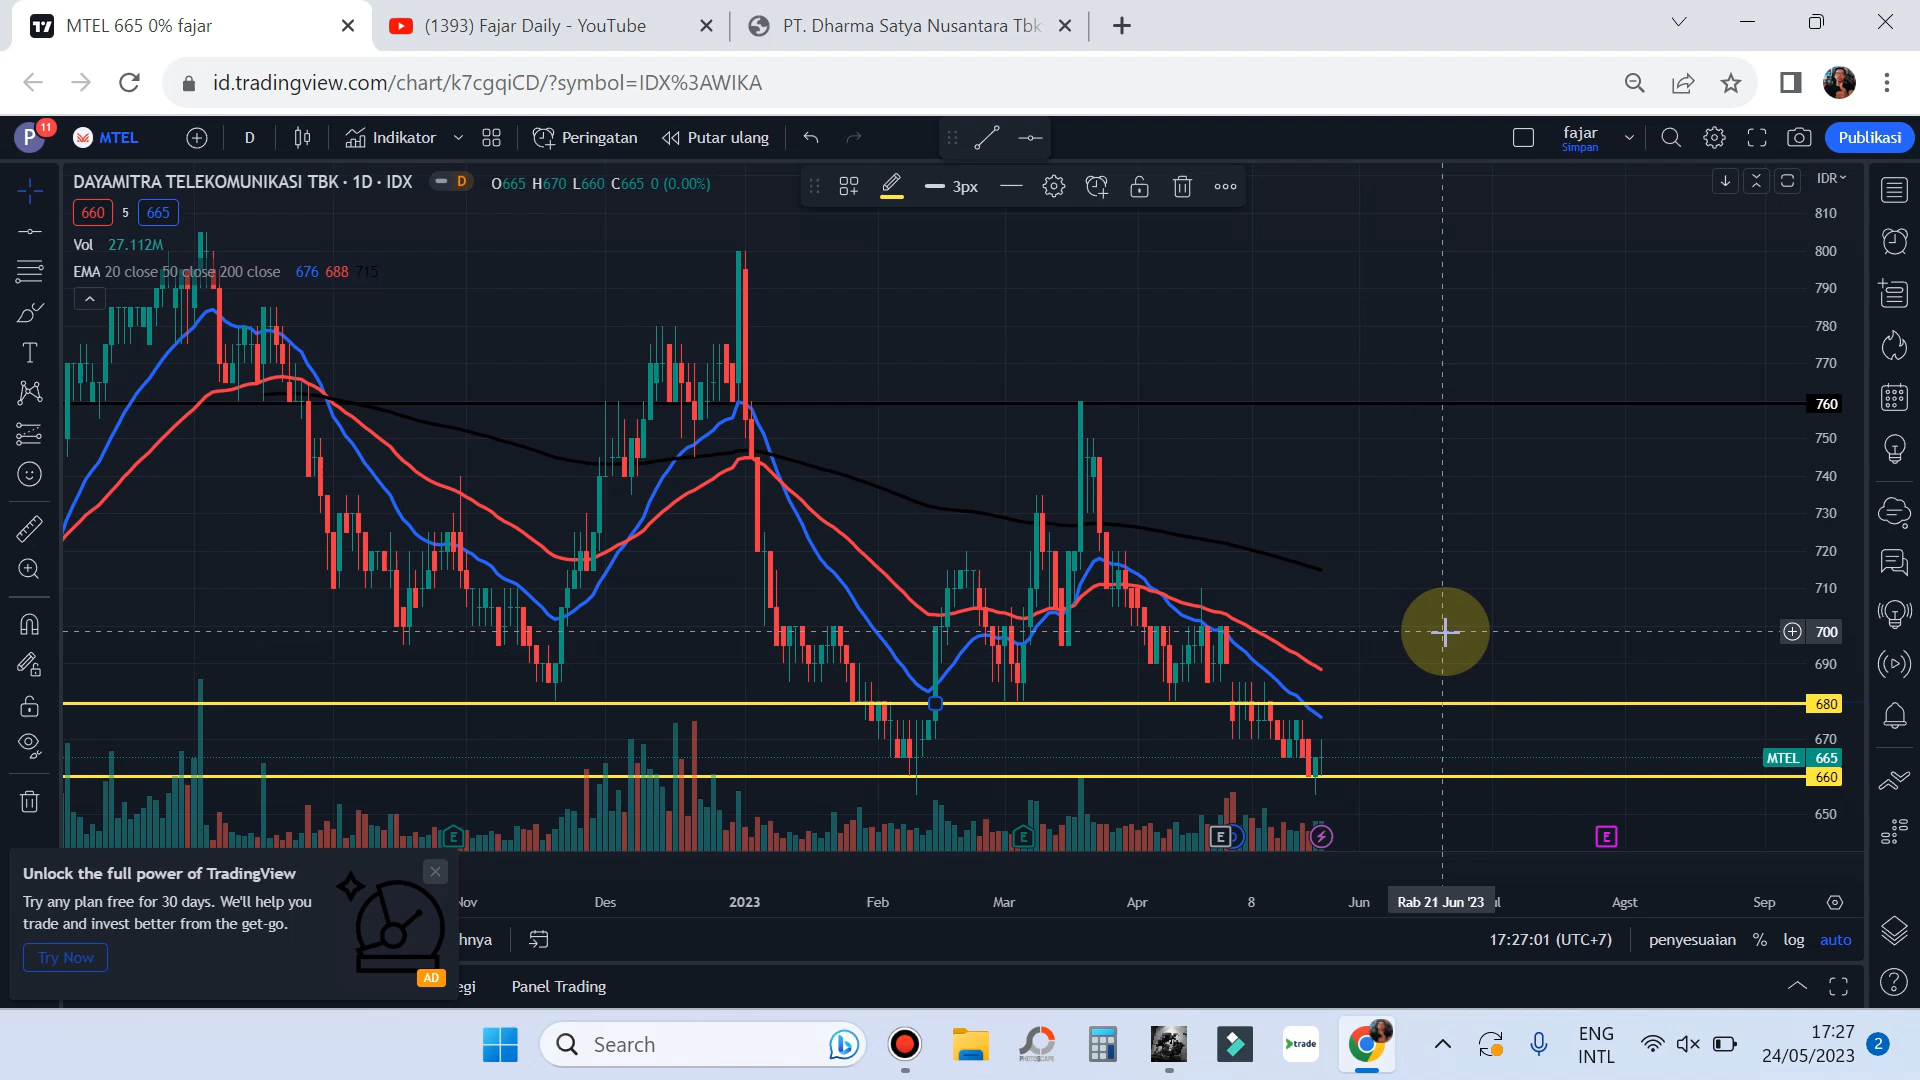 MTEL 665 0% fajar
(1393) Fajar Daily - YouTube
PT. Dharma Satya Nusantara Tbk
id.tradingview.com/chart/k7cgqiCD/?symbol=IDX%3AWIKA
P 11 MTEL D Indikator Peringatan Putar ulang fajar Simpan Publikasi
DAYAMITRA TELEKOMUNIKASI TBK · 1D · IDX D O665 H670 L660 C665 0 (0.00%)
3px
IDR
660 5 665
Vol 27.112M
EMA 20 close 50 close 200 close 676 688 715
810
800
790
780
770
760
750
740
730
720
710
700
690
680
670
MTEL 665
660
650
E E E D E
Nov Des 2023 Feb Mar Apr 8 Jun Rab 21 Jun '23 Agst Sep
Unlock the full power of TradingView
Try any plan free for 30 days. We'll help you
trade and invest better from the get-go.
Try Now
AD
hnya
17:27:01 (UTC+7) penyesuaian % log auto
egi Panel Trading
Search
PHOTOSCAPE
trade
ENG
INTL
17:27
24/05/2023
2